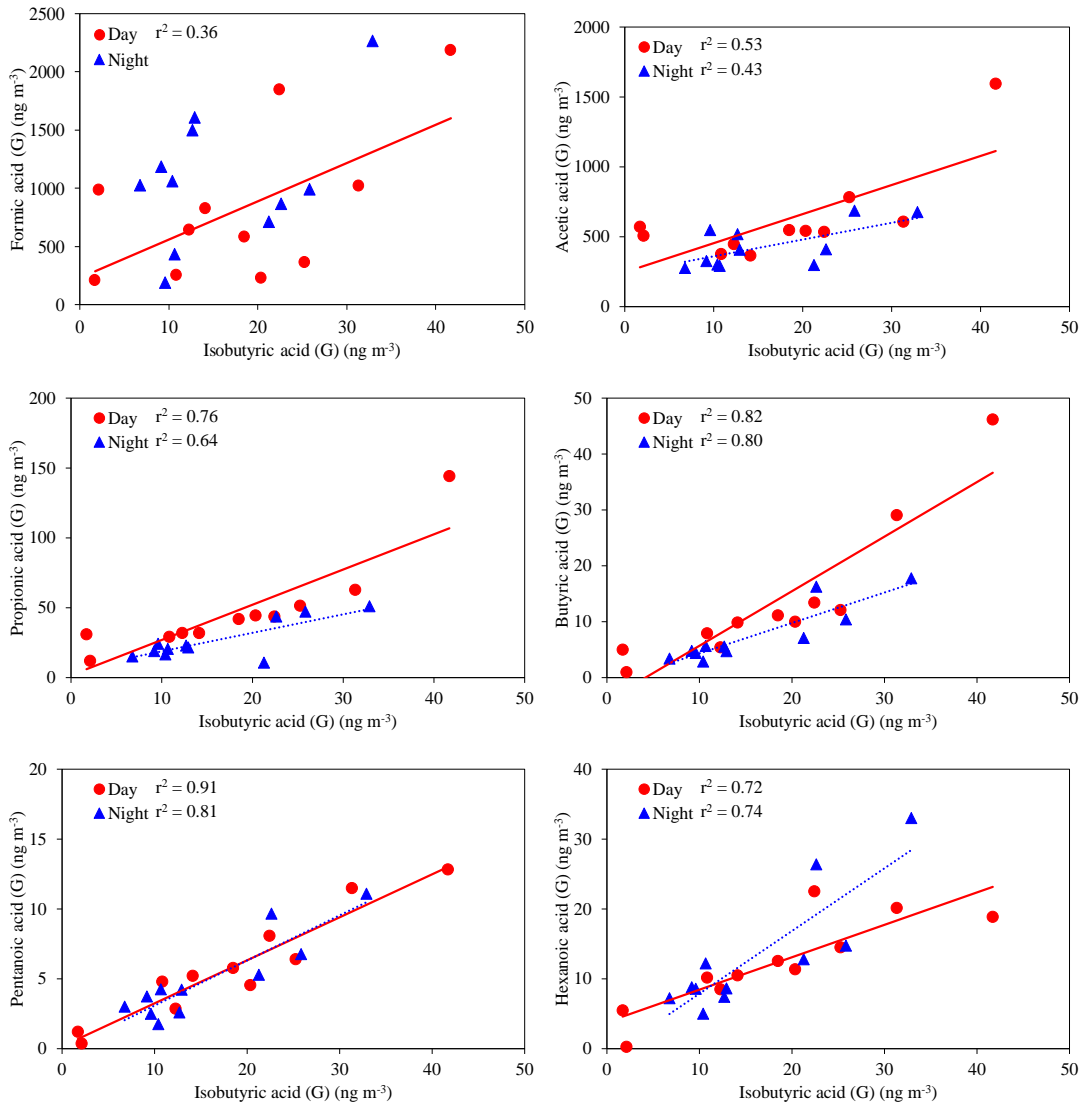 2500
2000
1500
1000
500
0
Formic acid (G) (ng m-3)
Day r2 = 0.36
Night
0 10 20 30 40 50
Isobutyric acid (G) (ng m-3)
2000
1500
1000
500
0
Acetic acid (G) (ng m-3)
Day r2 = 0.53
Night r2 = 0.43
0 10 20 30 40 50
Isobutyric acid (G) (ng m-3)
200
150
100
50
0
Propionic acid (G) (ng m-3)
Day r2 = 0.76
Night r2 = 0.64
0 10 20 30 40 50
Isobutyric acid (G) (ng m-3)
50
40
30
20
10
0
Butyric acid (G) (ng m-3)
Day r2 = 0.82
Night r2 = 0.80
0 10 20 30 40 50
Isobutyric acid (G) (ng m-3)
20
15
10
5
0
Pentanoic acid (G) (ng m-3)
Day r2 = 0.91
Night r2 = 0.81
0 10 20 30 40 50
Isobutyric acid (G) (ng m-3)
40
30
20
10
0
Hexanoic acid (G) (ng m-3)
Day r2 = 0.72
Night r2 = 0.74
0 10 20 30 40 50
Isobutyric acid (G) (ng m-3)